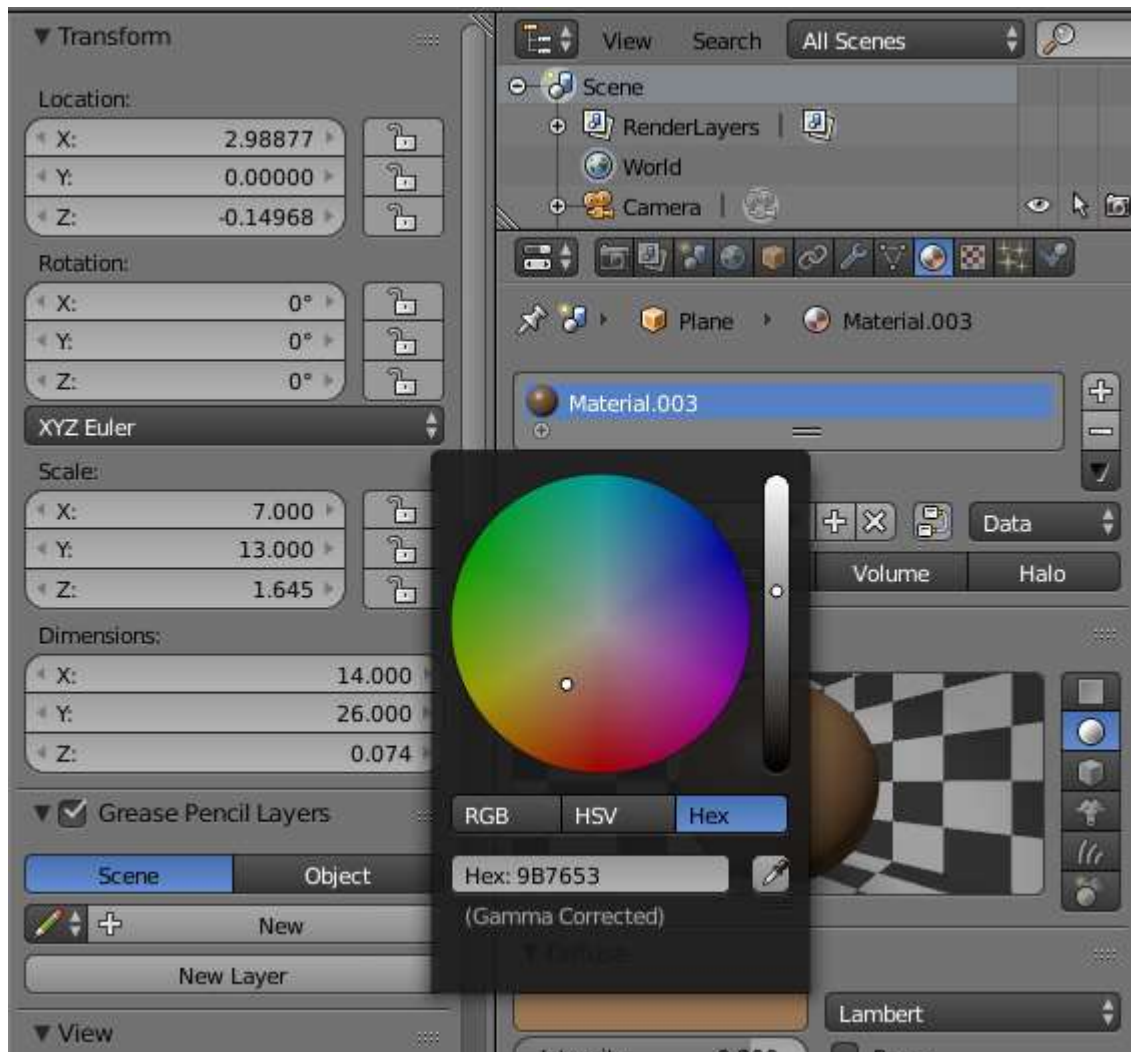 Transform
Location:
X: 2.98877
Y: 0.00000
Z: -0.14968
Rotation:
X: 0°
Y: 0°
Z: 0°
XYZ Euler
Scale:
X: 7.000
Y: 13.000
Z: 1.645
Dimensions:
X: 14.000
Y: 26.000
Z: 0.074
Grease Pencil Layers
Scene Object
New
New Layer
View
View Search All Scenes
Scene
RenderLayers
World
Camera
Plane Material.003
Material.003
Data
Volume Halo
RGB HSV Hex
Hex: 9B7653
(Gamma Corrected)
Diffuse
Lambert